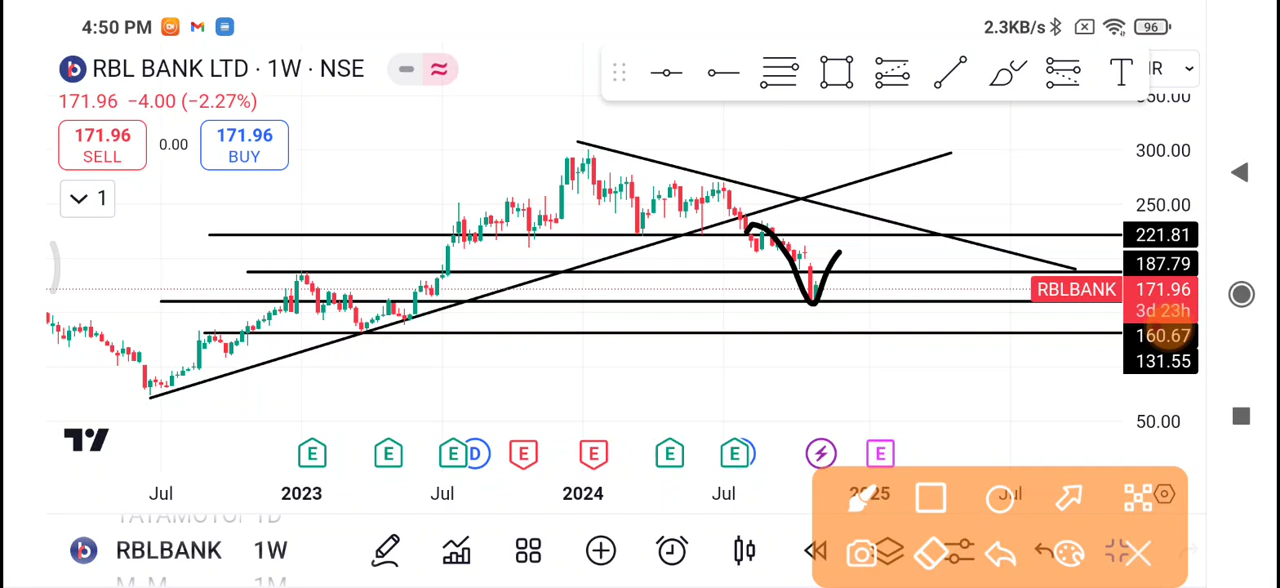 4:50 PM
2.3KB/s 96
RBL BANK LTD · 1W · NSE
171.96 −4.00 (−2.27%)
171.96
SELL
0.00
171.96
BUY
1
300.00
250.00
221.81
187.79
RBLBANK 171.96
3d 23h
160.67
131.55
50.00
E E E D E E E E E
Jul 2023 Jul 2024 Jul 2025 Jul
RBLBANK 1W